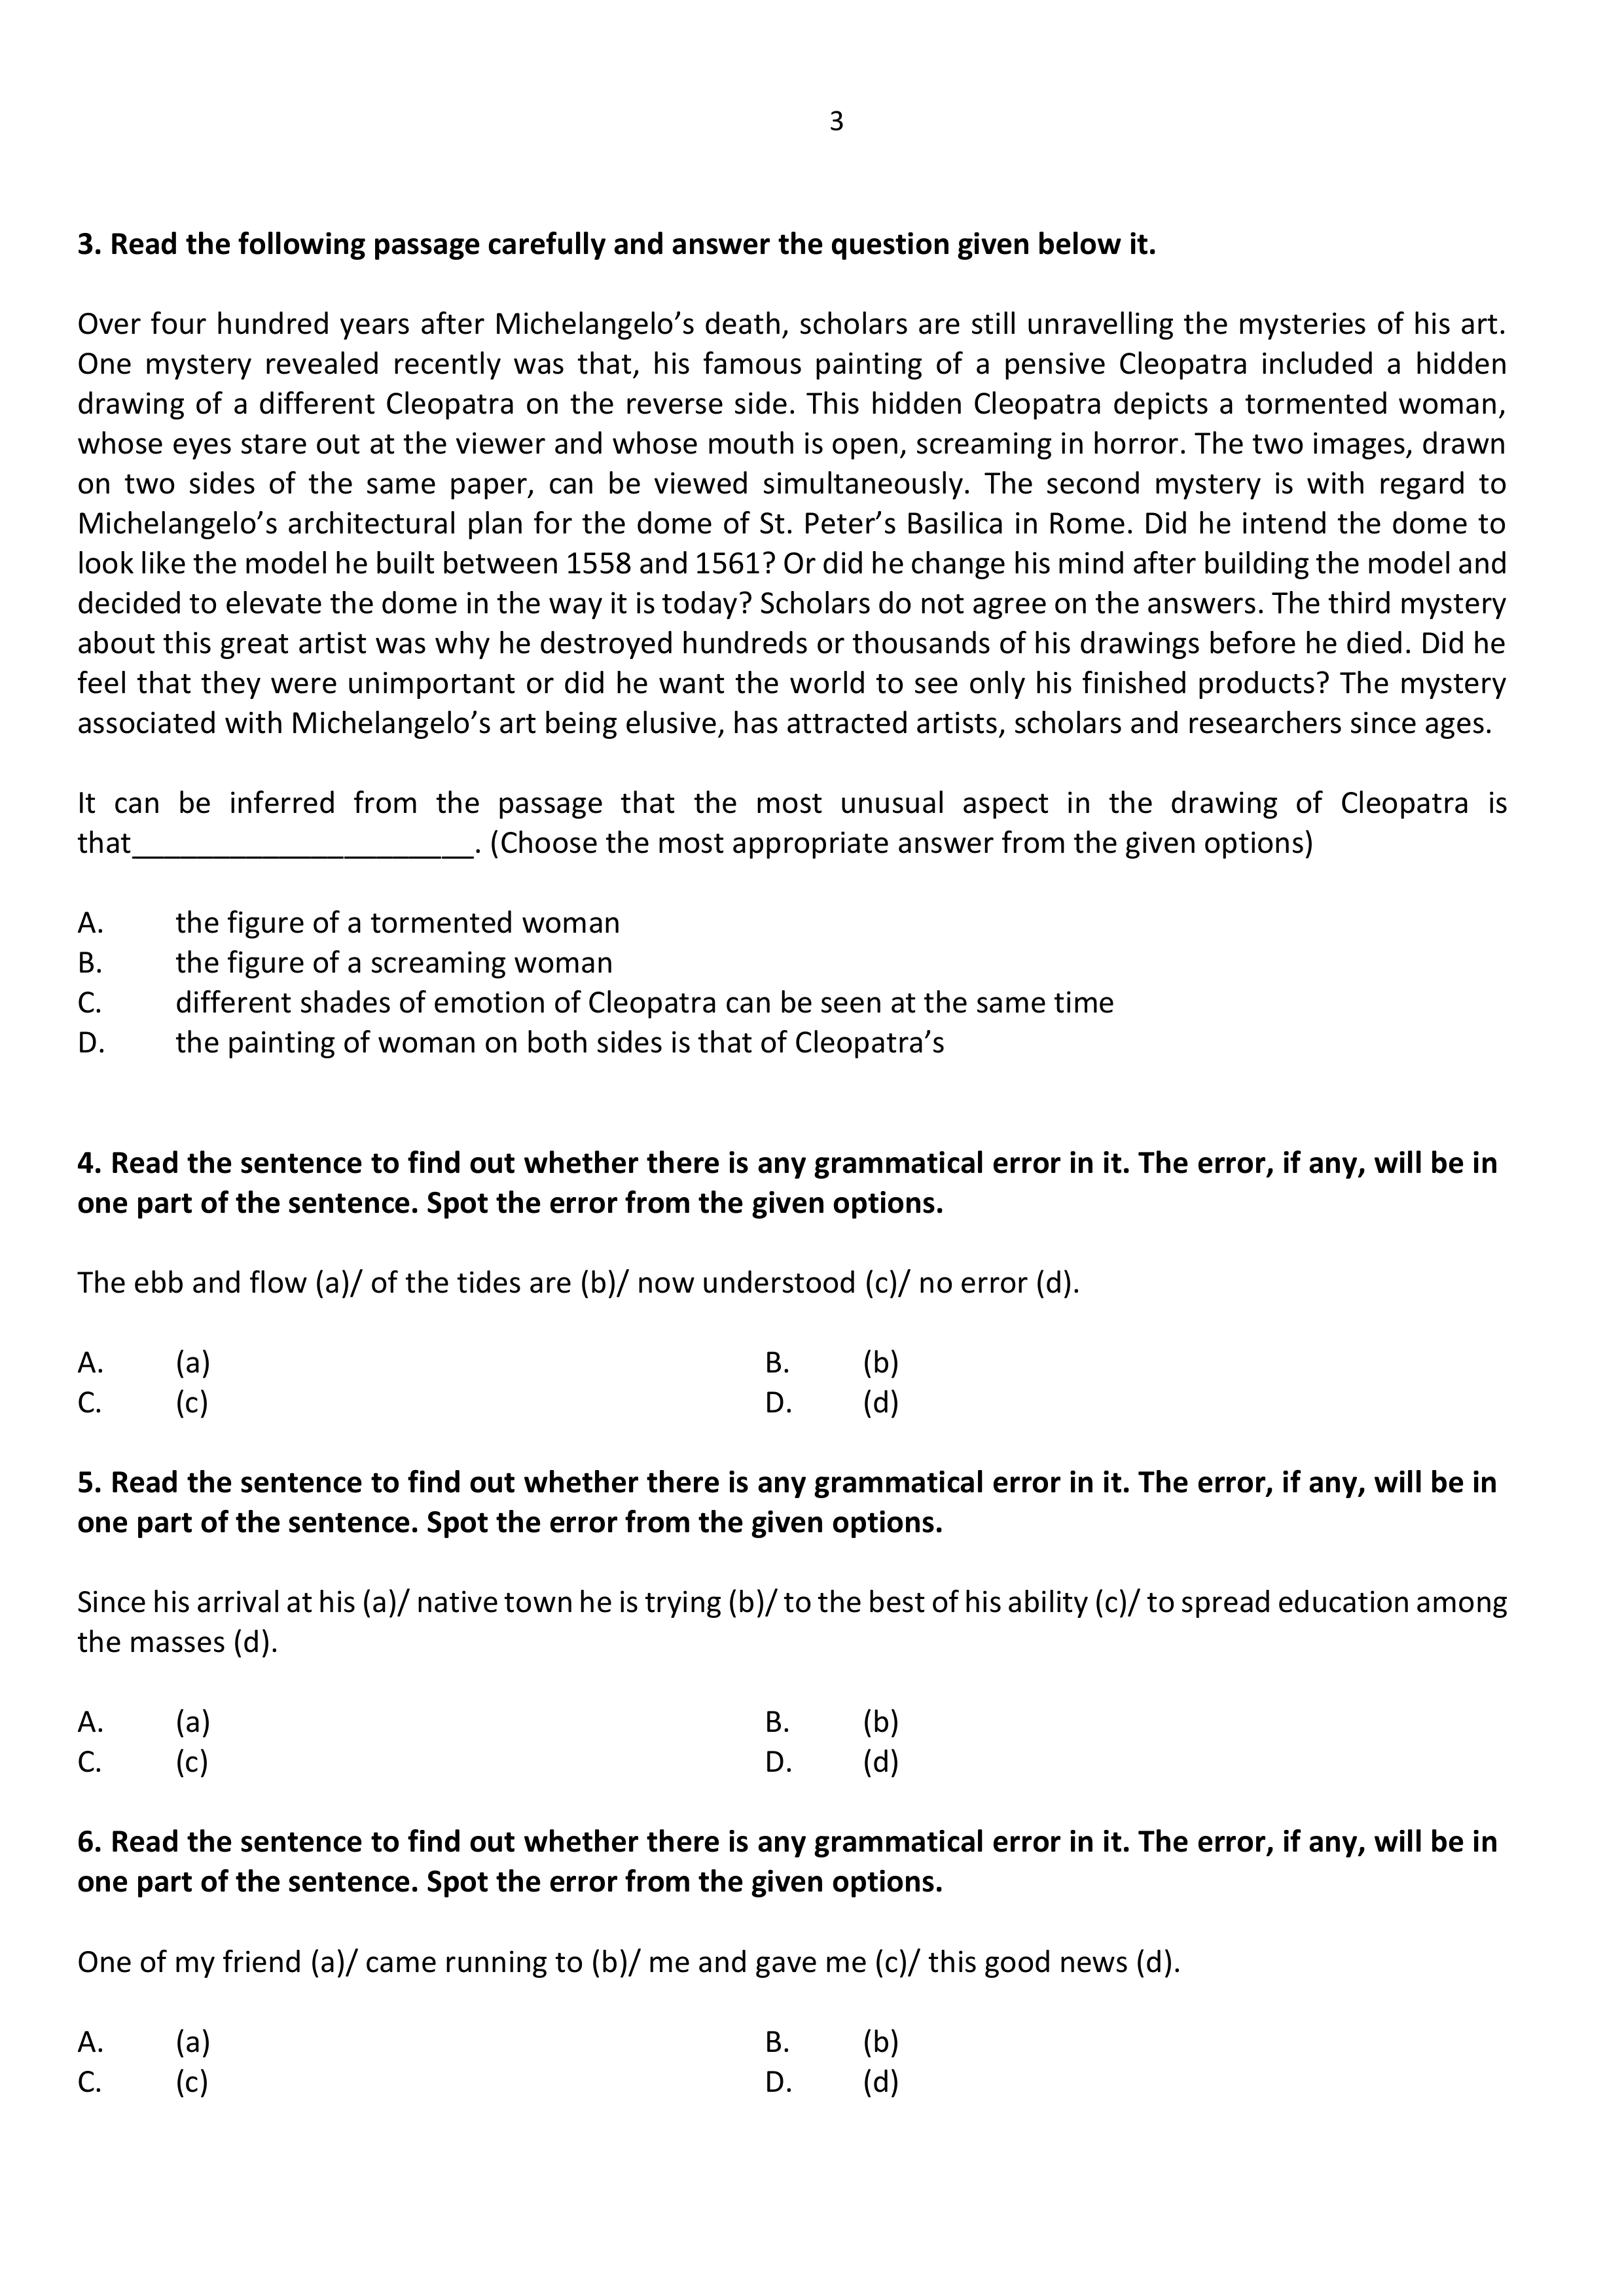 3
3. Read the following passage carefully and answer the question given below it.
Over four hundred years after Michelangelo’s death, scholars are still unravelling the mysteries of his art.
One mystery revealed recently was that, his famous painting of a pensive Cleopatra included a hidden
drawing of a different Cleopatra on the reverse side. This hidden Cleopatra depicts a tormented woman,
whose eyes stare out at the viewer and whose mouth is open, screaming in horror. The two images, drawn
on two sides of the same paper, can be viewed simultaneously. The second mystery is with regard to
Michelangelo’s architectural plan for the dome of St. Peter’s Basilica in Rome. Did he intend the dome to
look like the model he built between 1558 and 1561? Or did he change his mind after building the model and
decided to elevate the dome in the way it is today? Scholars do not agree on the answers. The third mystery
about this great artist was why he destroyed hundreds or thousands of his drawings before he died. Did he
feel that they were unimportant or did he want the world to see only his finished products? The mystery
associated with Michelangelo’s art being elusive, has attracted artists, scholars and researchers since ages.
It can be inferred from the passage that the most unusual aspect in the drawing of Cleopatra is
that______________________. (Choose the most appropriate answer from the given options)
A. the figure of a tormented woman
B. the figure of a screaming woman
C. different shades of emotion of Cleopatra can be seen at the same time
D. the painting of woman on both sides is that of Cleopatra’s
4. Read the sentence to find out whether there is any grammatical error in it. The error, if any, will be in
one part of the sentence. Spot the error from the given options.
The ebb and flow (a)/ of the tides are (b)/ now understood (c)/ no error (d).
A. (a) B. (b)
C. (c) D. (d)
5. Read the sentence to find out whether there is any grammatical error in it. The error, if any, will be in
one part of the sentence. Spot the error from the given options.
Since his arrival at his (a)/ native town he is trying (b)/ to the best of his ability (c)/ to spread education among
the masses (d).
A. (a) B. (b)
C. (c) D. (d)
6. Read the sentence to find out whether there is any grammatical error in it. The error, if any, will be in
one part of the sentence. Spot the error from the given options.
One of my friend (a)/ came running to (b)/ me and gave me (c)/ this good news (d).
A. (a) B. (b)
C. (c) D. (d)